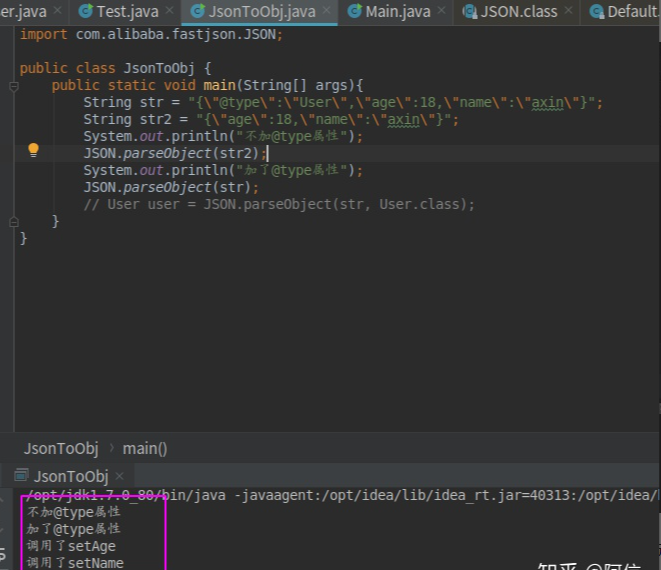 er.java Test.java JsonToObj.java Main.java JSON.class Default
import com.alibaba.fastjson.JSON;
public class JsonToObj {
public static void main(String[] args){
String str = "{\"@type\":\"User\",\"age\":18,\"name\":\"axin\"}";
String str2 = "{\"age\":18,\"name\":\"axin\"}";
System.out.println("不加@type属性");
JSON.parseObject(str2);
System.out.println("加了@type属性");
JSON.parseObject(str);
// User user = JSON.parseObject(str, User.class);
}
}
JsonToObj main()
JsonToObj
/opt/jdk1.7.0_80/bin/java -javaagent:/opt/idea/lib/idea_rt.jar=40313:/opt/idea/
不加@type属性
加了@type属性
调用了setAge
调用了setName
知乎 @阿信